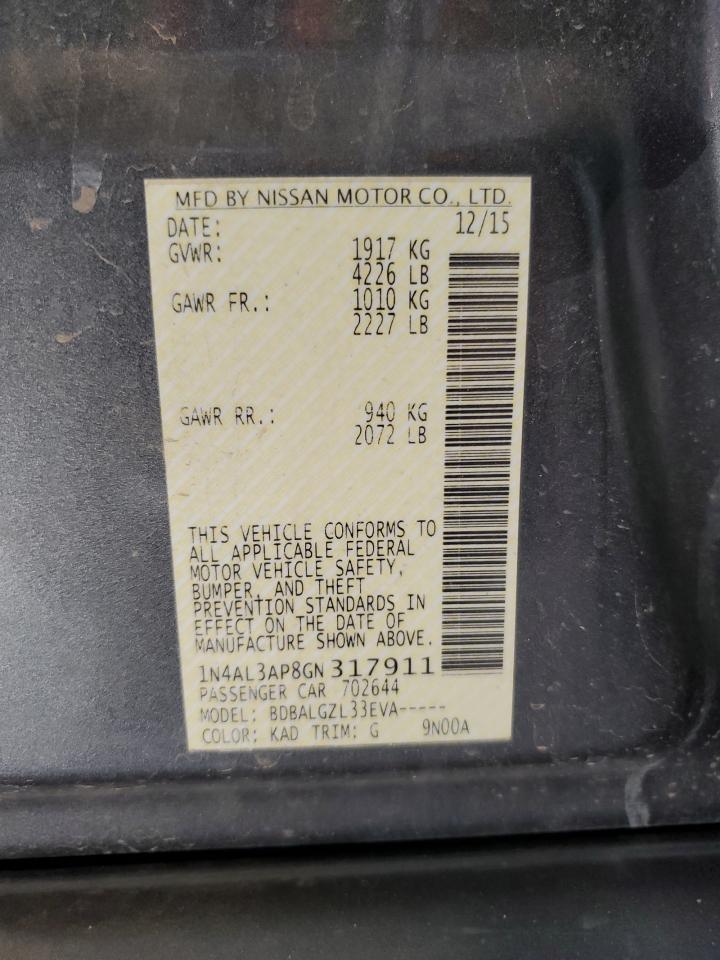 MFD BY NISSAN MOTOR CO., LTD.
DATE: 12/15
GVWR: 1917 KG
4226 LB
GAWR FR.: 1010 KG
2227 LB
GAWR RR.: 940 KG
2072 LB
THIS VEHICLE CONFORMS TO
ALL APPLICABLE FEDERAL
MOTOR VEHICLE SAFETY,
BUMPER, AND THEFT
PREVENTION STANDARDS IN
EFFECT ON THE DATE OF
MANUFACTURE SHOWN ABOVE.
1N4AL3AP8GN 317911
PASSENGER CAR 702644
MODEL: BDBALGZL33EVA-----
COLOR: KAD TRIM: G 9N00A